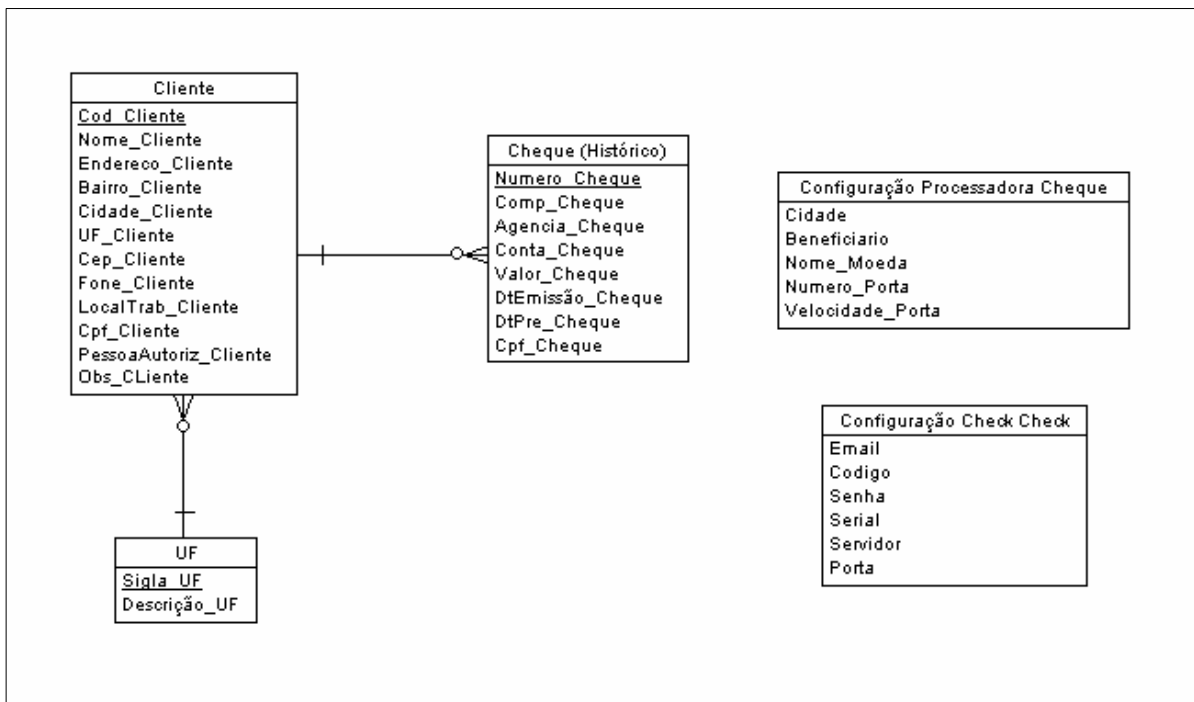 Cliente
Cod_Cliente
Nome_Cliente
Endereco_Cliente
Bairro_Cliente
Cidade_Cliente
UF_Cliente
Cep_Cliente
Fone_Cliente
LocalTrab_Cliente
Cpf_Cliente
PessoaAutoriz_Cliente
Obs_CLiente
Cheque (Histórico)
Numero_Cheque
Comp_Cheque
Agencia_Cheque
Conta_Cheque
Valor_Cheque
DtEmissão_Cheque
DtPre_Cheque
Cpf_Cheque
Configuração Processadora Cheque
Cidade
Beneficiario
Nome_Moeda
Numero_Porta
Velocidade_Porta
Configuração Check Check
Email
Codigo
Senha
Serial
Servidor
Porta
UF
Sigla_UF
Descrição_UF